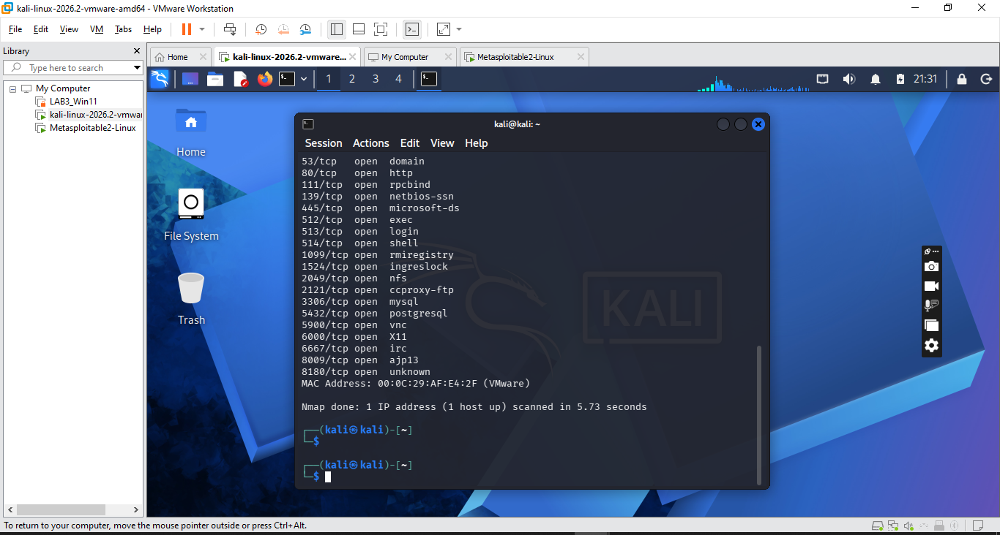 kali-linux-2026.2-vmware-amd64 - VMware Workstation
File Edit View VM Tabs Help
Library
Type here to search
My Computer
LAB3_Win11
kali-linux-2026.2-vmwar
Metasploitable2-Linux
Home
kali-linux-2026.2-vmware...
My Computer
Metasploitable2-Linux
1 2 3 4
21:31
Home
File System
Trash
kali@kali: ~
Session Actions Edit View Help
53/tcp open domain
80/tcp open http
111/tcp open rpcbind
139/tcp open netbios-ssn
445/tcp open microsoft-ds
512/tcp open exec
513/tcp open login
514/tcp open shell
1099/tcp open rmiregistry
1524/tcp open ingreslock
2049/tcp open nfs
2121/tcp open ccproxy-ftp
3306/tcp open mysql
5432/tcp open postgresql
5900/tcp open vnc
6000/tcp open X11
6667/tcp open irc
8009/tcp open ajp13
8180/tcp open unknown
MAC Address: 00:0C:29:AF:E4:2F (VMware)
Nmap done: 1 IP address (1 host up) scanned in 5.73 seconds
┌──(kali㉿kali)-[~]
└─$
┌──(kali㉿kali)-[~]
└─$
KALI
To return to your computer, move the mouse pointer outside or press Ctrl+Alt.